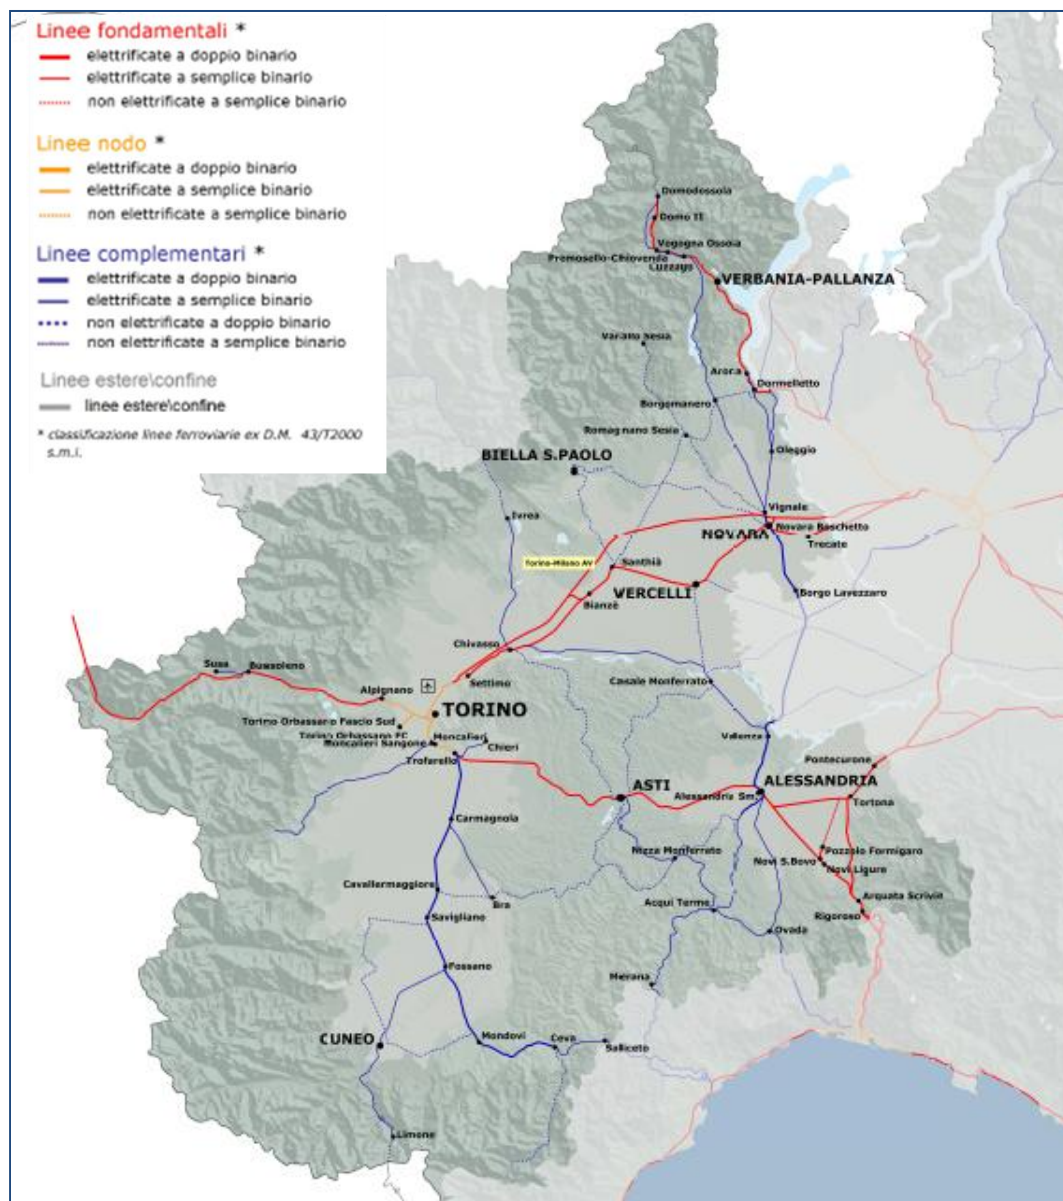 Linee fondamentali *
elettrificate a doppio binario
elettrificate a semplice binario
non elettrificate a semplice binario
Linee nodo *
elettrificate a doppio binario
elettrificate a semplice binario
non elettrificate a semplice binario
Linee complementari *
elettrificate a doppio binario
elettrificate a semplice binario
non elettrificate a doppio binario
non elettrificate a semplice binario
Linee estere\confine
linee estere\confine
* classificazione linee ferroviarie ex D.M. 43/T2000
s.m.i.
Domodossola
Domo II
Vogogna Ossola
Premosello-Chiovenda
Cuzzago
VERBANIA-PALLANZA
Varallo Sesia
Arona
Dormelletto
Borgomanero
Romagnano Sesia
Oleggio
BIELLA S.PAOLO
Ivrea
Vignale
Novara Boschetto
NOVARA
Trecate
Torino-Milano AV
Santhià
VERCELLI
Bianzè
Borgo Lavezzaro
Chivasso
Susa
Bussoleno
Settimo
Casale Monferrato
Alpignano
TORINO
Torino Orbassano Fascio Sud
Torino Orbassano FC
Moncalieri
Moncalieri Sangone
Chieri
Trofarello
Valenza
Pontecurone
ASTI
ALESSANDRIA
Alessandria Sm.
Tortona
Carmagnola
Nizza Monferrato
Pozzolo Formigaro
Novi S.Bovo
Novi Ligure
Cavallermaggiore
Bra
Acqui Terme
Arquata Scrivia
Rigoroso
Savigliano
Ovada
Fossano
Merana
CUNEO
Mondovì
Ceva
Saliceto
Limone